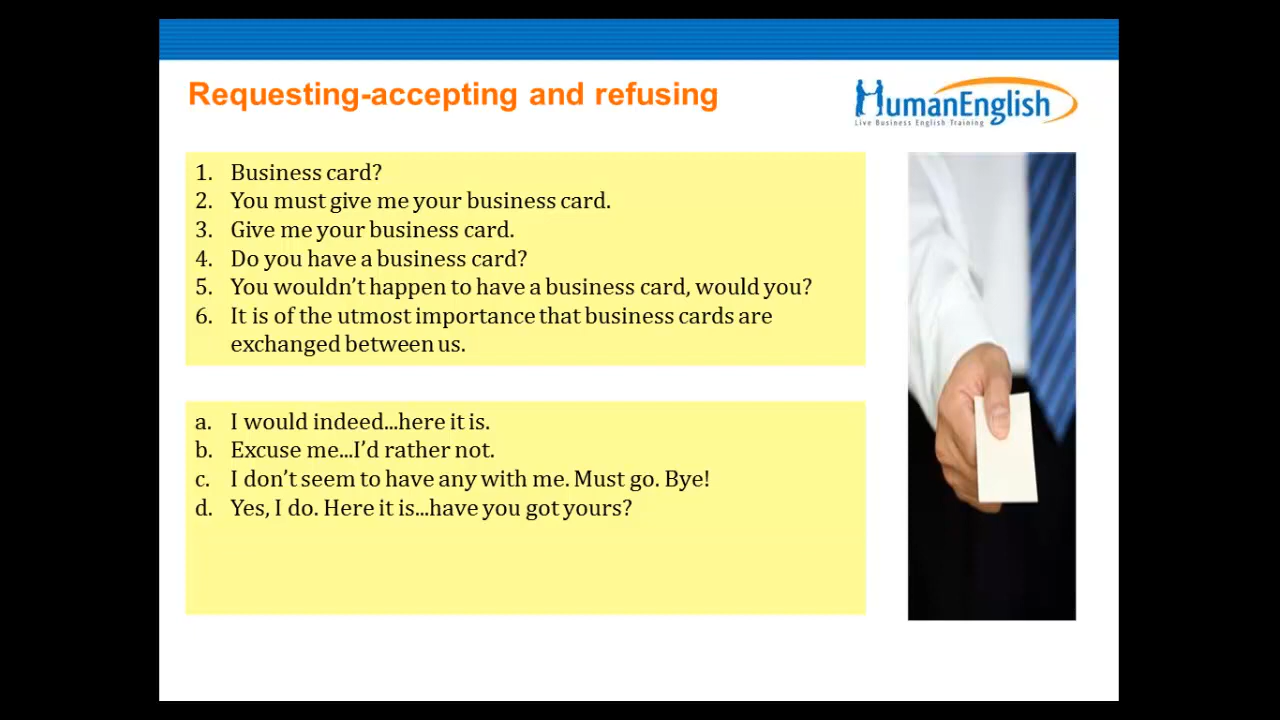 Requesting-accepting and refusing
HumanEnglish
Live Business English Training
1. Business card?
2. You must give me your business card.
3. Give me your business card.
4. Do you have a business card?
5. You wouldn't happen to have a business card, would you?
6. It is of the utmost importance that business cards are
exchanged between us.
a. I would indeed...here it is.
b. Excuse me...I'd rather not.
c. I don't seem to have any with me. Must go. Bye!
d. Yes, I do. Here it is...have you got yours?